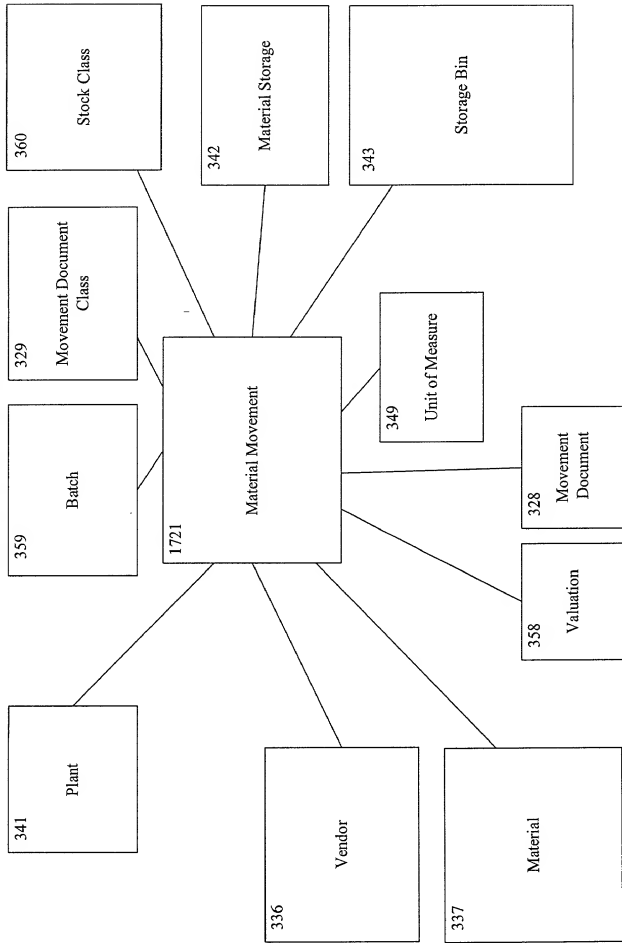 341
Plant
359
Batch
329
Movement Document
Class
360
Stock Class
336
Vendor
1721
Material Movement
342
Material Storage
337
Material
358
Valuation
328
Movement
Document
349
Unit of Measure
343
Storage Bin